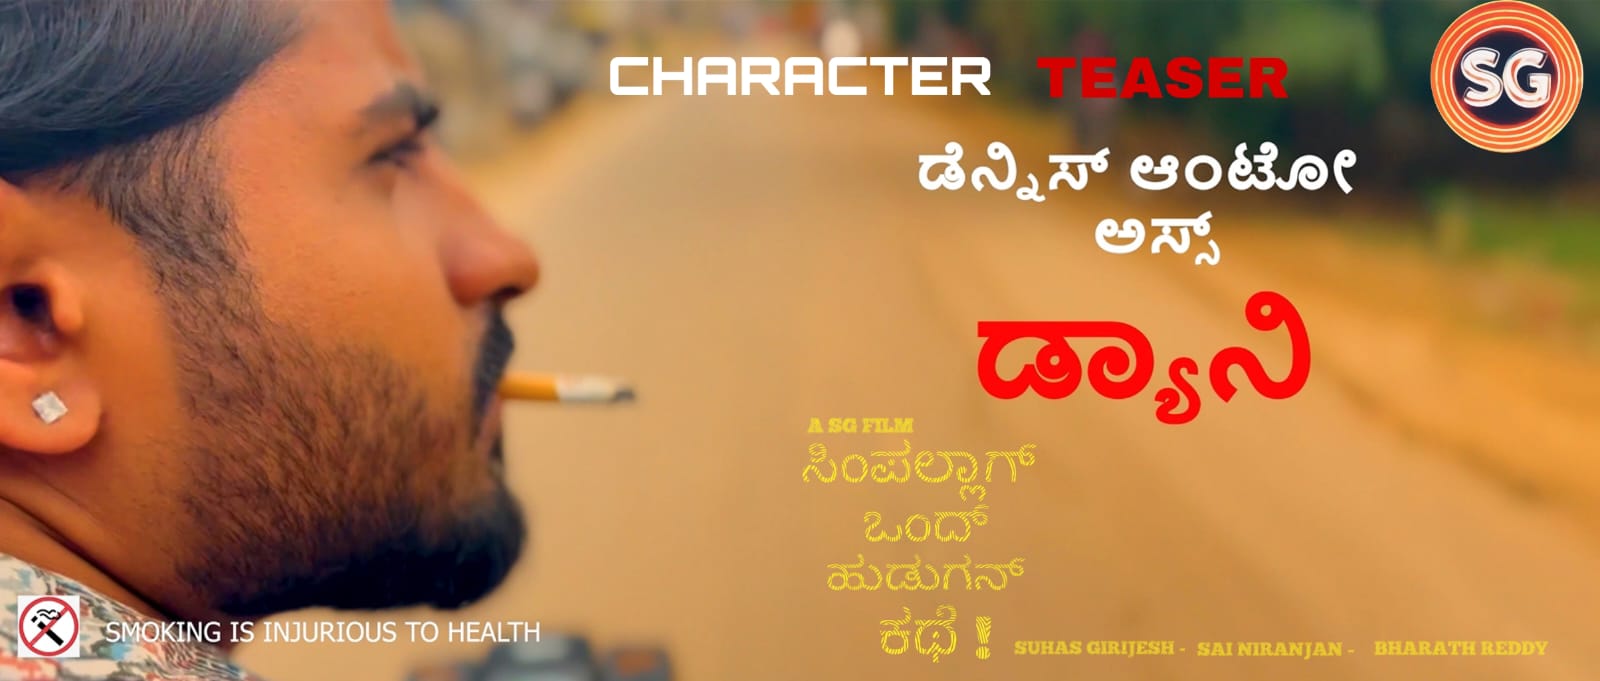 CHARACTER TEASER
SG
ಡೆನ್ನಿಸ್ ಆಂಟೋ
ಅಸ್ಸ್
ಡ್ಯಾನಿ
A SG FILM
ಸಿಂಪಲ್ಲಾಗ್
ಒಂದ್
ಹುಡುಗನ್
ಕಥೆ !
SUHAS GIRIJESH - SAI NIRANJAN - BHARATH REDDY
SMOKING IS INJURIOUS TO HEALTH